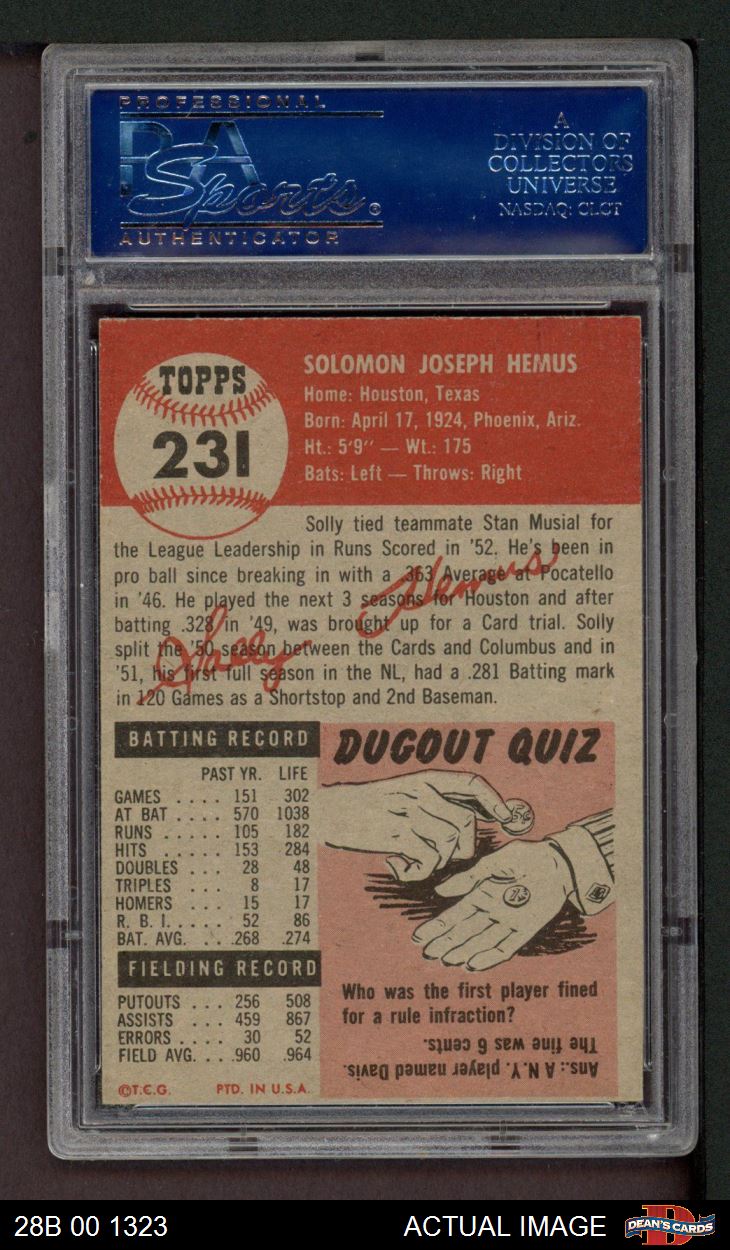 PROFESSIONAL
PSA
Sports®
AUTHENTICATOR
A
DIVISION OF
COLLECTORS
UNIVERSE
NASDAQ: CLCT
TOPPS
231
SOLOMON JOSEPH HEMUS
Home: Houston, Texas
Born: April 17, 1924, Phoenix, Ariz.
Ht.: 5'9" — Wt.: 175
Bats: Left — Throws: Right
Solly tied teammate Stan Musial for
the League Leadership in Runs Scored in '52. He's been in
pro ball since breaking in with a .363 Average at Pocatello
in '46. He played the next 3 seasons for Houston and after
batting .328 in '49, was brought up for a Card trial. Solly
split the '50 season between the Cards and Columbus and in
'51, his first full season in the NL, had a .281 Batting mark
in 120 Games as a Shortstop and 2nd Baseman.
Solly Hemus
BATTING RECORD
PAST YR. LIFE
GAMES .... 151 302
AT BAT .... 570 1038
RUNS ..... 105 182
HITS ..... 153 284
DOUBLES ... 28 48
TRIPLES ... 8 17
HOMERS ... 15 17
R. B. I. .... 52 86
BAT. AVG. .. .268 .274
FIELDING RECORD
PUTOUTS ... 256 508
ASSISTS ... 459 867
ERRORS ... 30 52
FIELD AVG. .. .960 .964
©T.C.G. PTD. IN U.S.A.
DUGOUT QUIZ
5¢
1¢
Who was the first player fined
for a rule infraction?
Ans.: A N.Y. player named Davis.
The fine was 6 cents.
28B 00 1323
ACTUAL IMAGE
DEAN'S CARDS